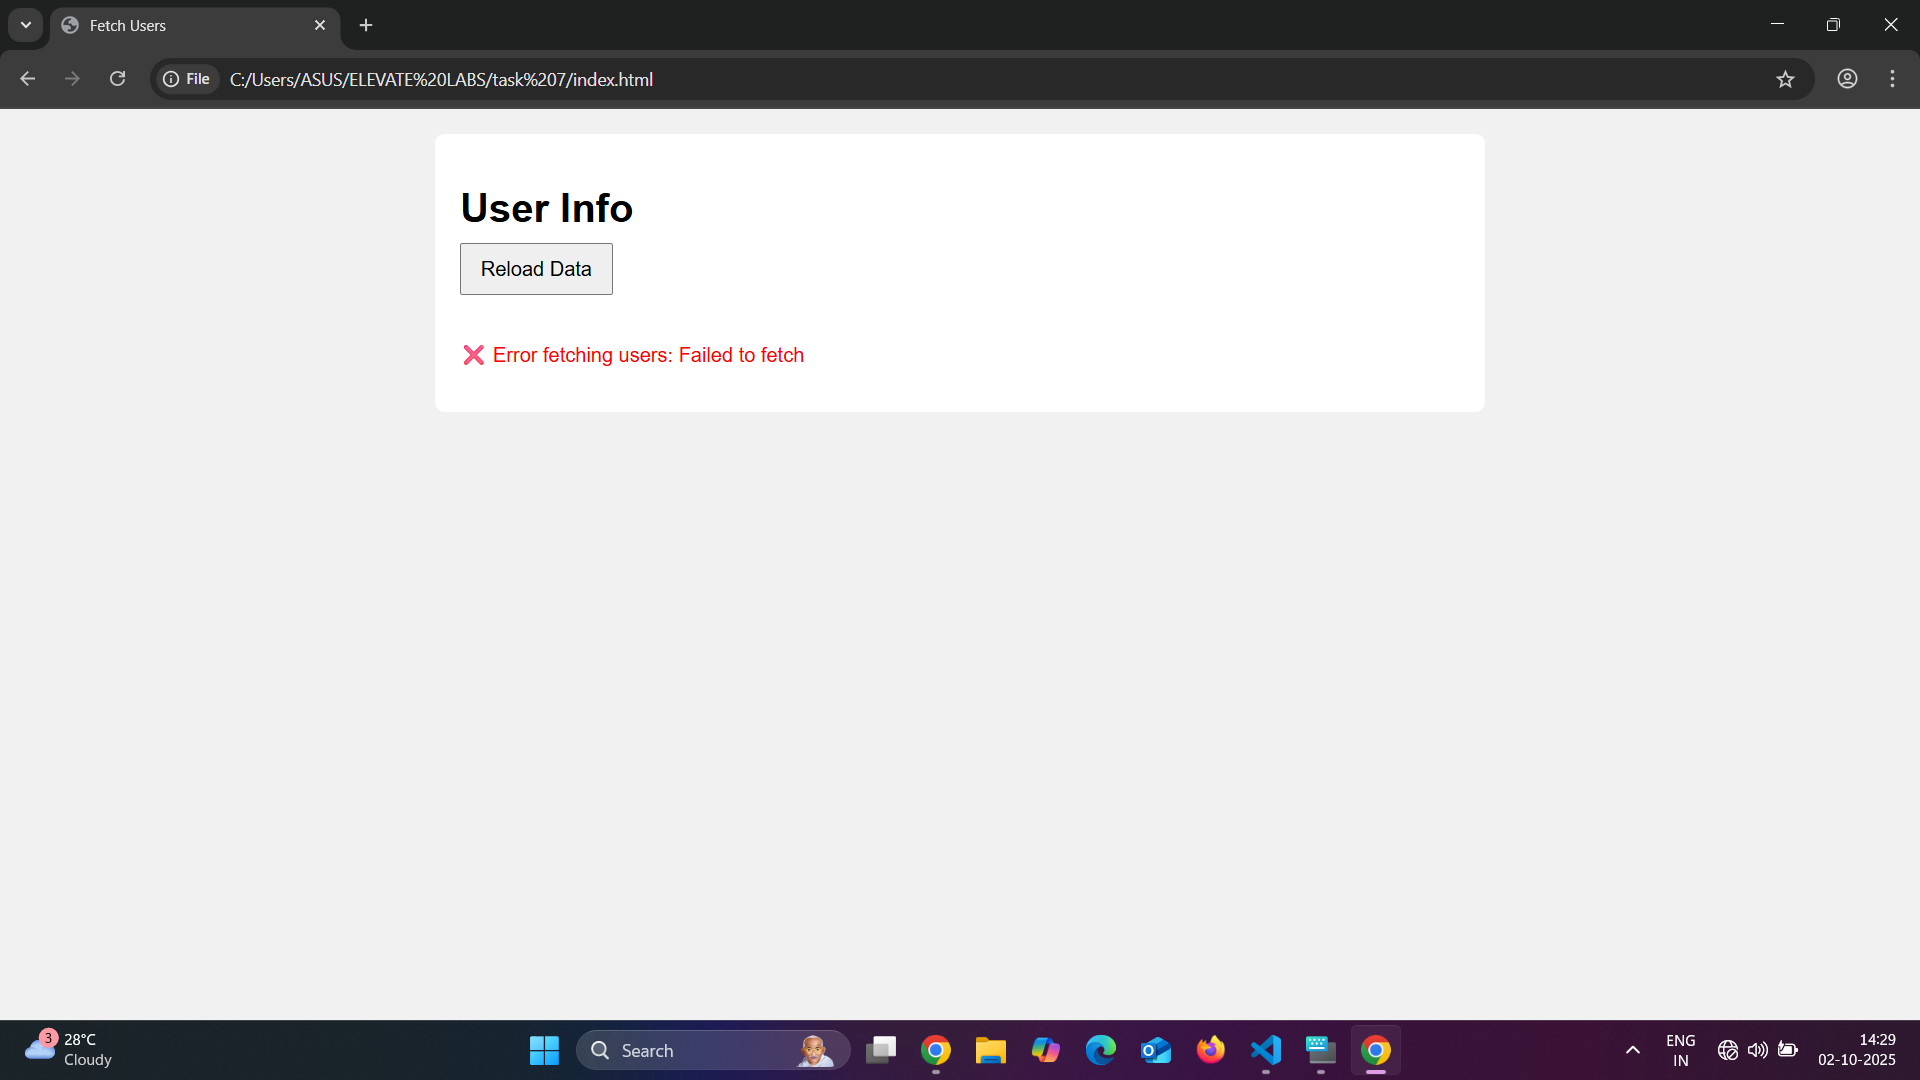 Fetch Users
File C:/Users/ASUS/ELEVATE%20LABS/task%207/index.html
User Info
Reload Data
❌ Error fetching users: Failed to fetch
3
28°C
Cloudy
Search
ENG
IN
14:29
02-10-2025